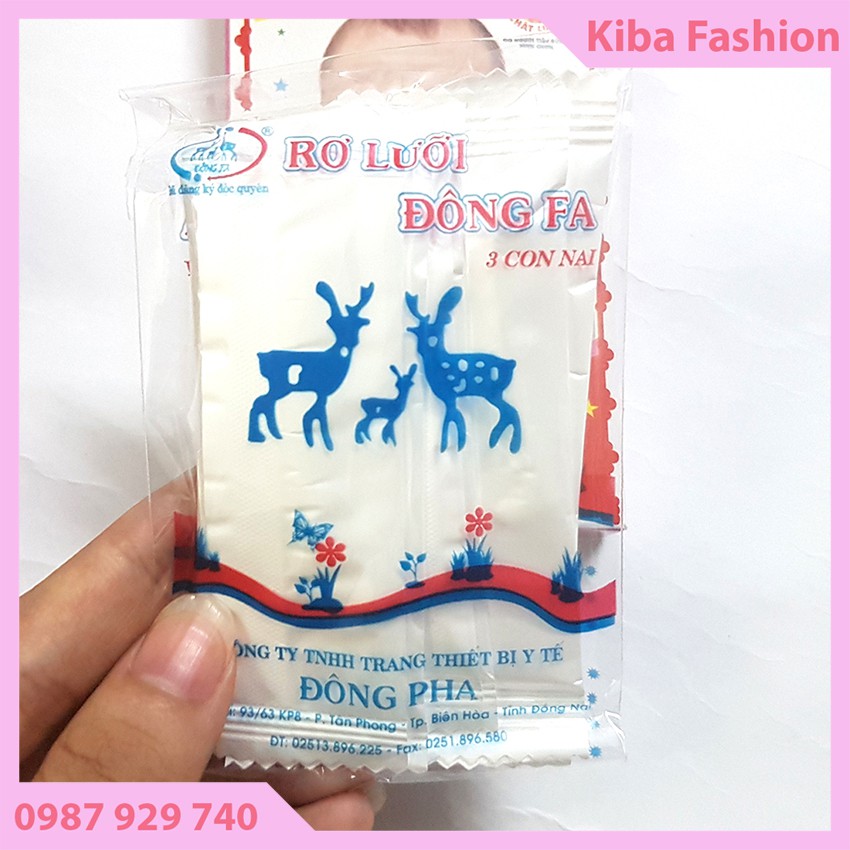 Kiba Fashion
ĐÔNG FA
®
đăng ký độc quyền
RƠ LƯỠI
ĐÔNG FA
3 CON NAI
ÔNG TY TNHH TRANG THIẾT BỊ Y TẾ
ĐÔNG PHA
93/63 KP8 - P. Tân Phong - Tp. Biên Hòa - Tỉnh Đồng Nai
ĐT: 02513.896.225 - Fax: 0251.896.580
0987 929 740